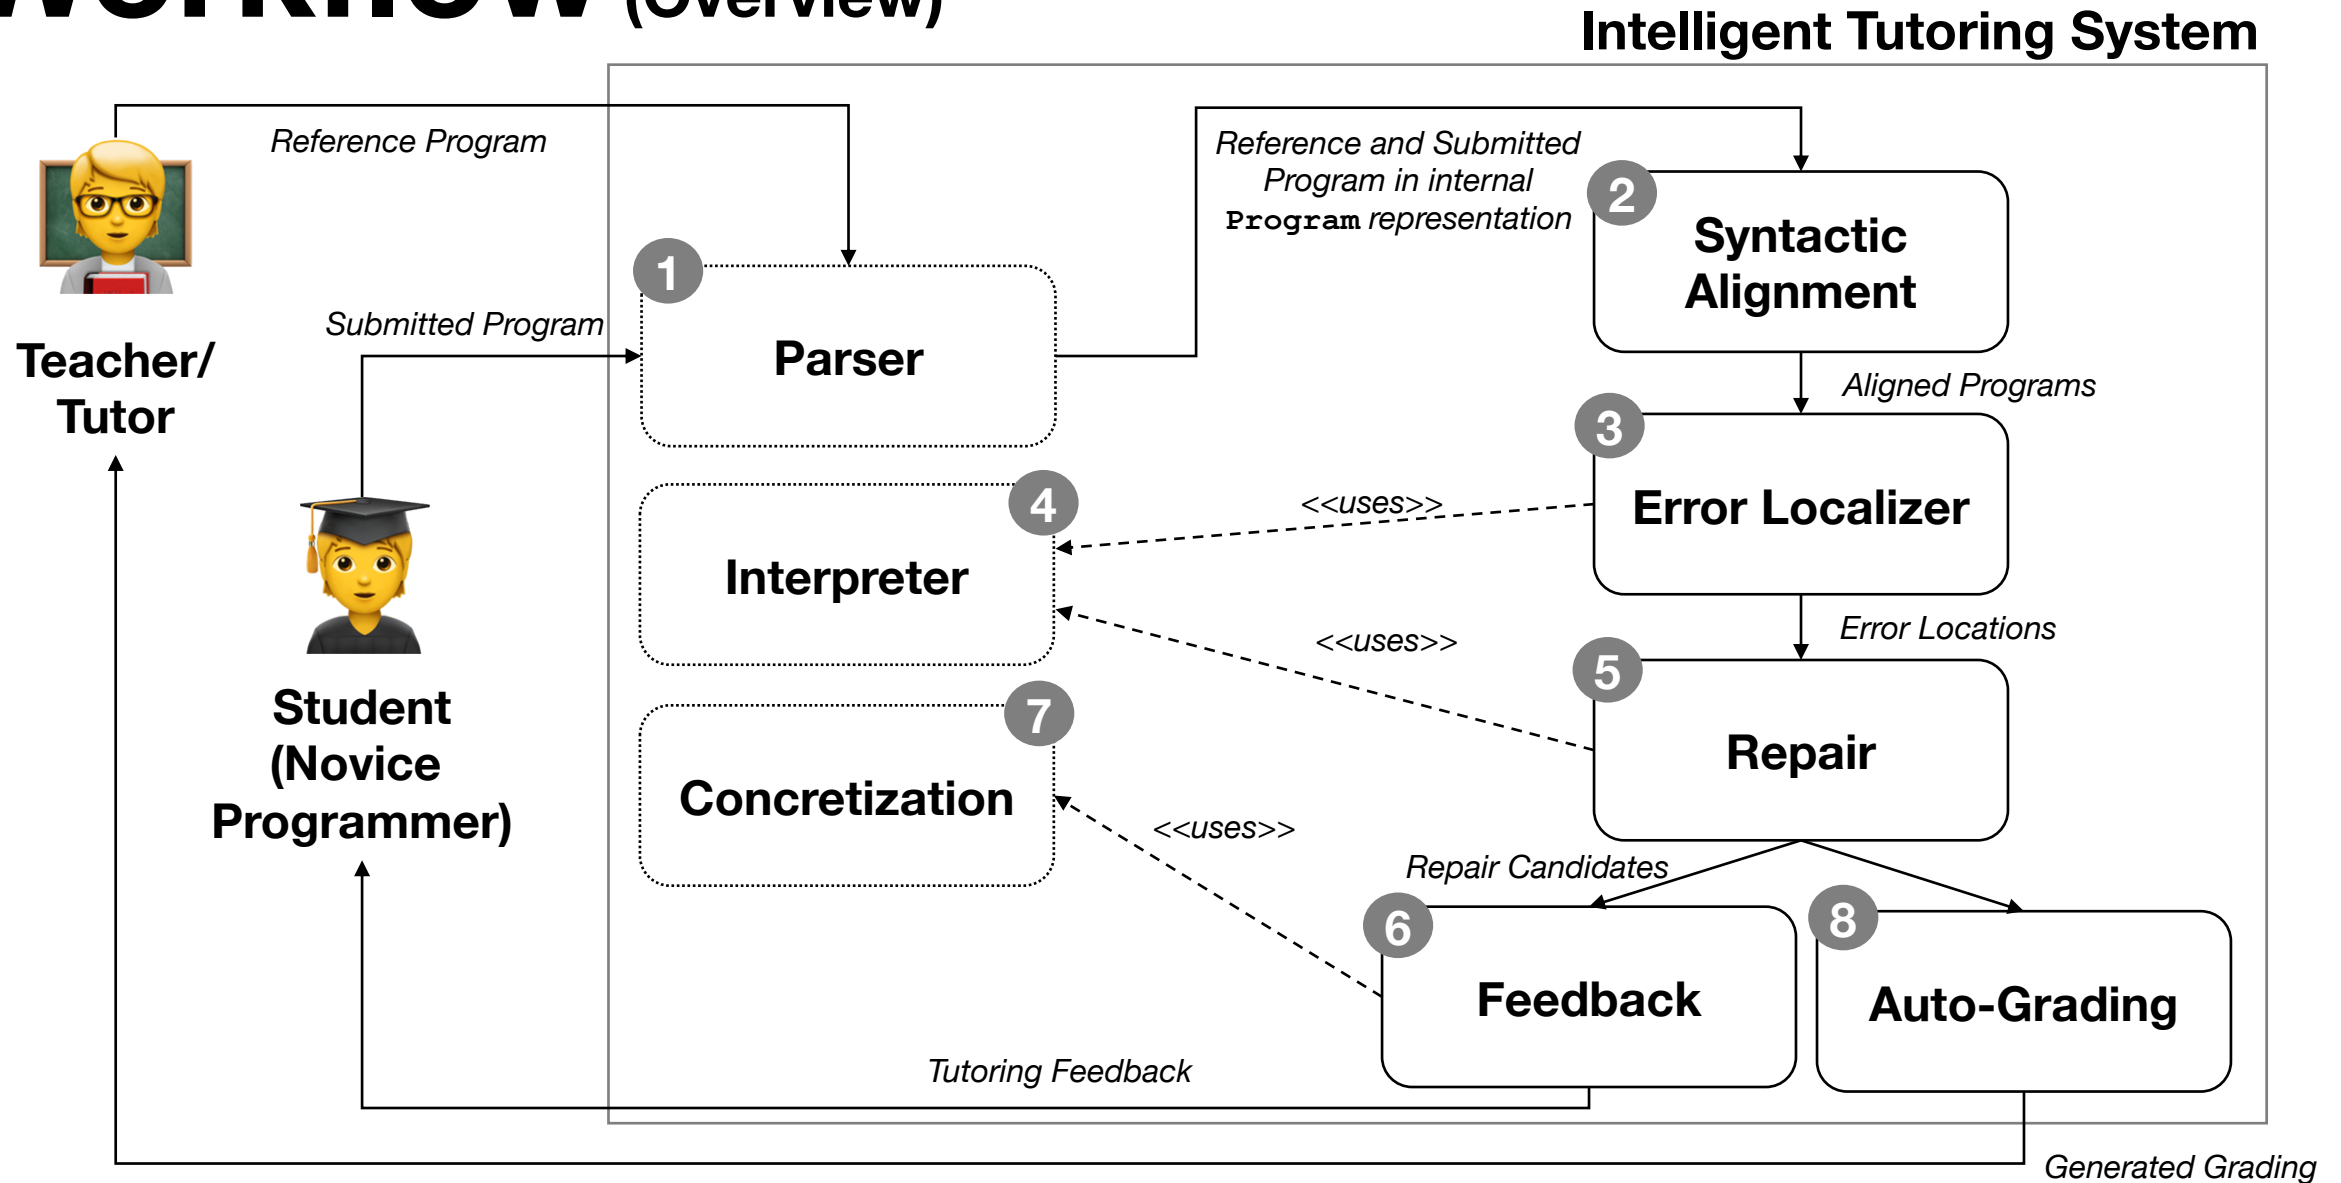 Workflow (Overview)
Intelligent Tutoring System
Reference Program
Reference and Submitted
Program in internal
Program representation
2
Syntactic
Alignment
1
Parser
Submitted Program
Teacher/
Tutor
Aligned Programs
3
Error Localizer
4
Interpreter
<<uses>>
Error Locations
<<uses>>
5
Repair
Student
(Novice
Programmer)
7
Concretization
<<uses>>
Repair Candidates
6
Feedback
8
Auto-Grading
Tutoring Feedback
Generated Grading